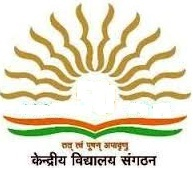 तत् त्वं पूषन् अपावृणु
केन्द्रीय विद्यालय संगठन